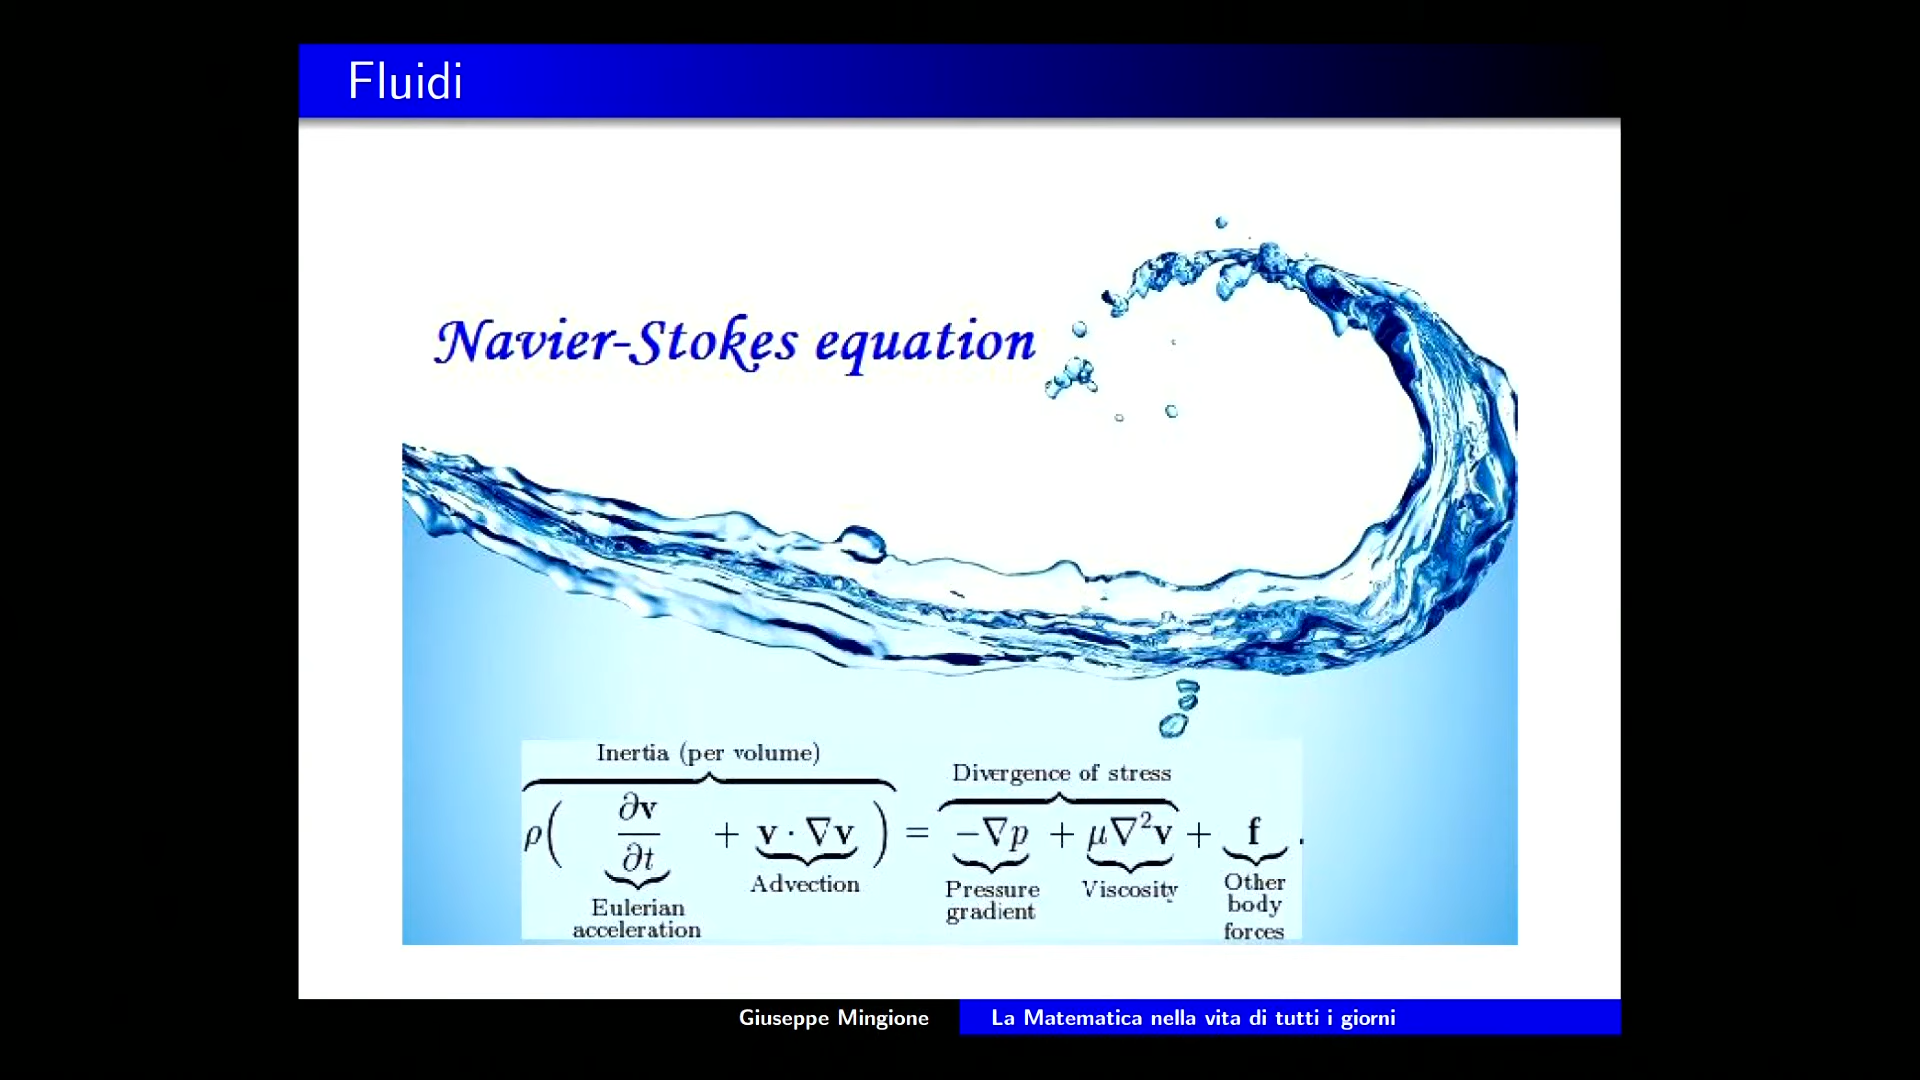 Fluidi
Navier-Stokes equation
Inertia (per volume)
Divergence of stress
ρ( ∂v/∂t + v · ∇v ) = −∇p + μ∇²v + f .
Eulerian acceleration
Advection
Pressure gradient
Viscosity
Other body forces
Giuseppe Mingione
La Matematica nella vita di tutti i giorni